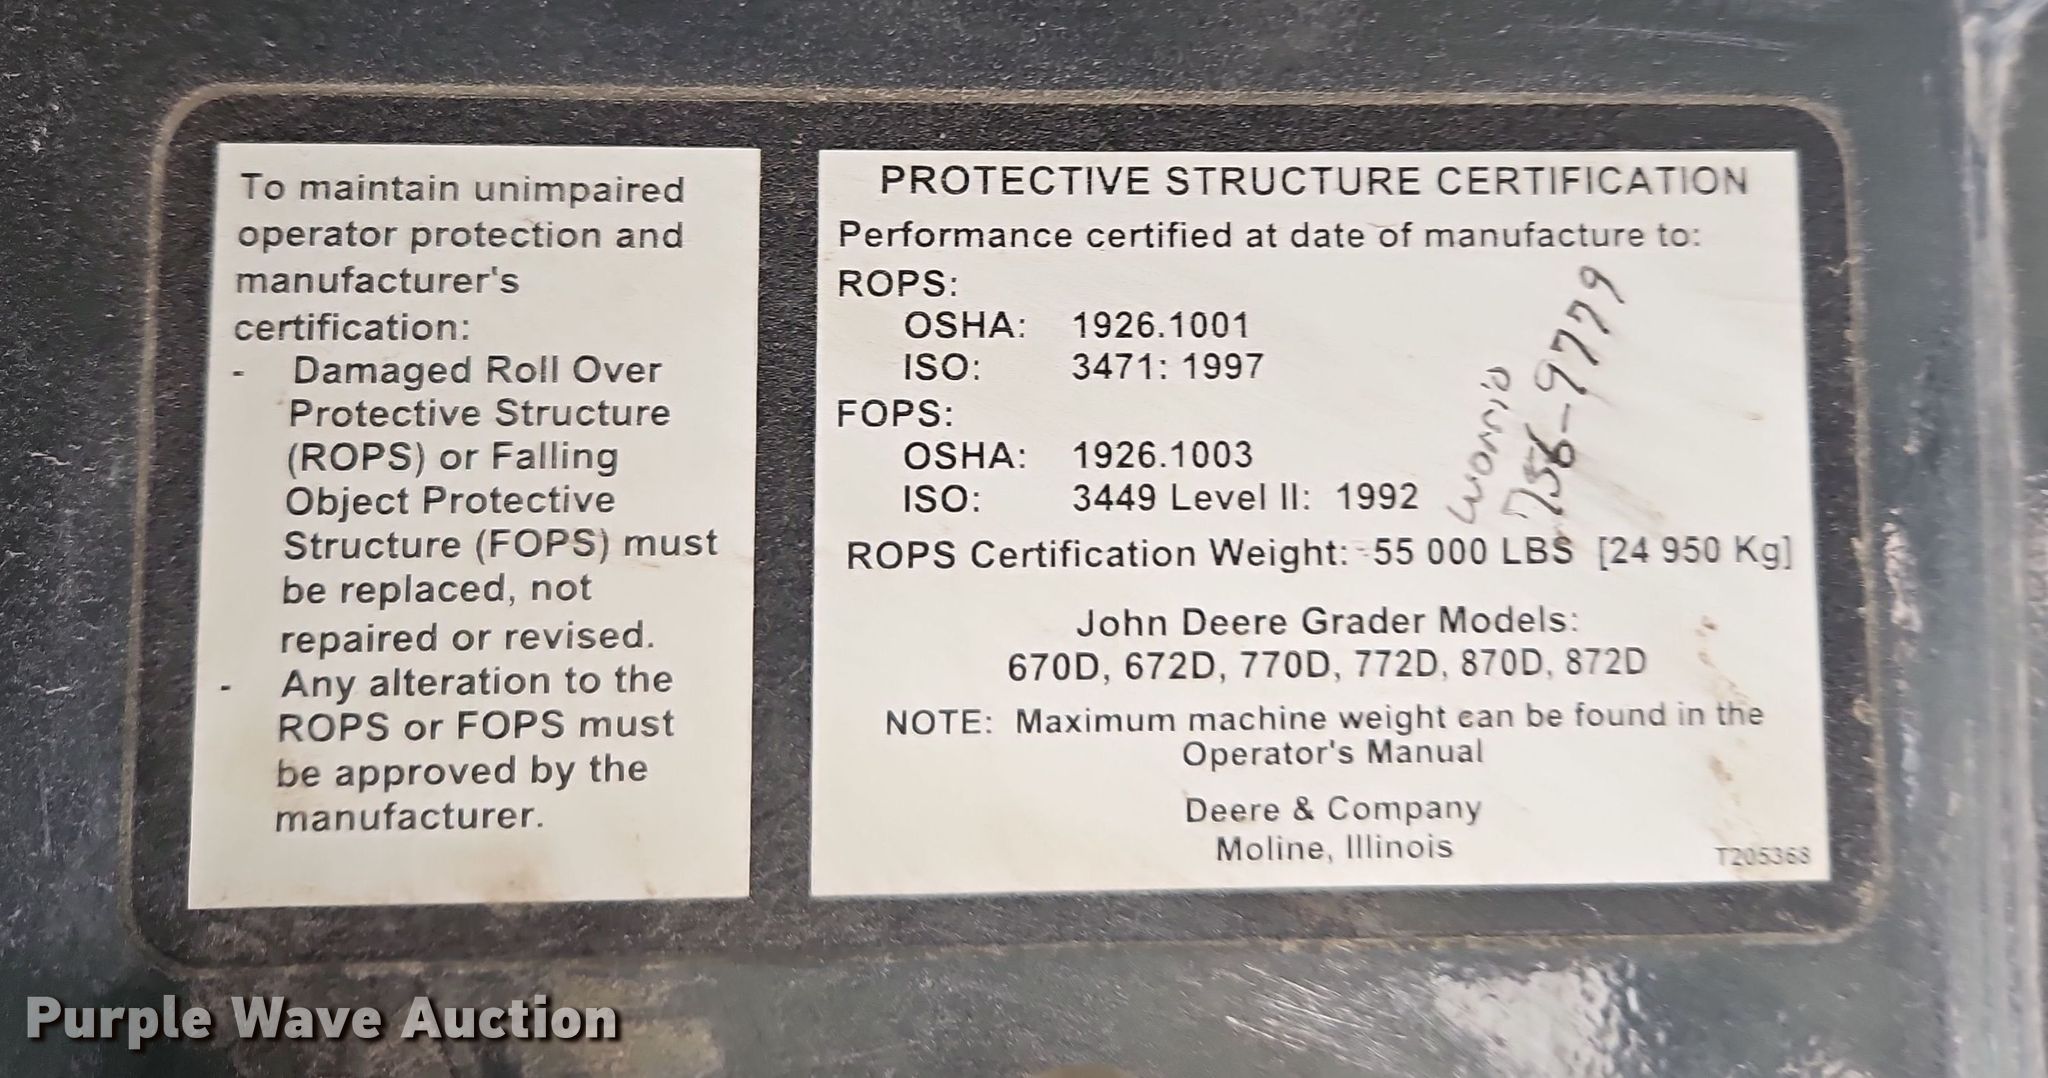 To maintain unimpaired
operator protection and
manufacturer's
certification:
- Damaged Roll Over
Protective Structure
(ROPS) or Falling
Object Protective
Structure (FOPS) must
be replaced, not
repaired or revised.
- Any alteration to the
ROPS or FOPS must
be approved by the
manufacturer.
PROTECTIVE STRUCTURE CERTIFICATION
Performance certified at date of manufacture to:
ROPS:
OSHA: 1926.1001
ISO: 3471: 1997
FOPS:
OSHA: 1926.1003
ISO: 3449 Level II: 1992
ROPS Certification Weight: 55 000 LBS [24 950 Kg]
John Deere Grader Models:
670D, 672D, 770D, 772D, 870D, 872D
NOTE: Maximum machine weight can be found in the
Operator's Manual
Deere & Company
Moline, Illinois
T205368
756-9779
Purple Wave Auction